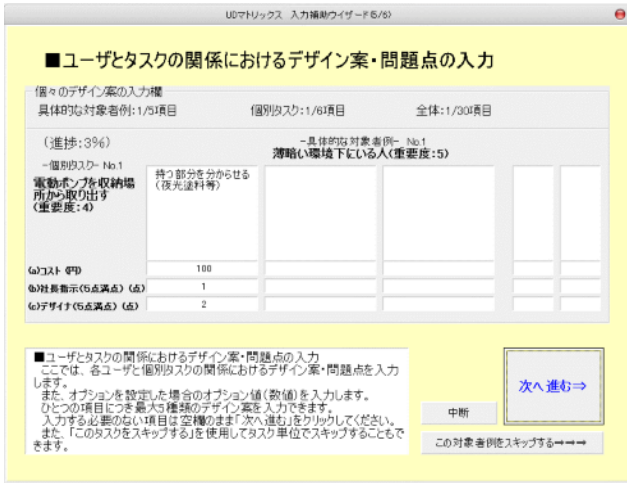 UDマトリックス 入力補助ウイザード(5/6)
■ユーザとタスクの関係におけるデザイン案・問題点の入力
個々のデザイン案の入力欄
具体的な対象者例:1/5項目 個別タスク:1/6項目 全体:1/30項目
(進捗:3%)
-具体的な対象者例- No.1
薄暗い環境下にいる人(重要度:5)
-個別タスク- No.1
電動ポンプを収納場
所から取り出す
(重要度:4)
持つ部分を分からせる
(夜光塗料等)
(a)コスト (円) 100
(b)社長指示(5点満点) (点) 1
(c)デザイナ(5点満点) (点) 2
■ユーザとタスクの関係におけるデザイン案・問題点の入力
ここでは、各ユーザと個別タスクの関係におけるデザイン案・問題点を入力
します。
また、オプションを設定した場合のオプション値(数値)を入力します。
ひとつの項目につき最大5種類のデザイン案を入力できます。
入力する必要のない項目は空欄のまま「次へ進む」をクリックしてください。
また、「このタスクをスキップする」を使用してタスク単位でスキップすることもで
きます。
次へ進む⇒
中断
この対象者例をスキップする→→→